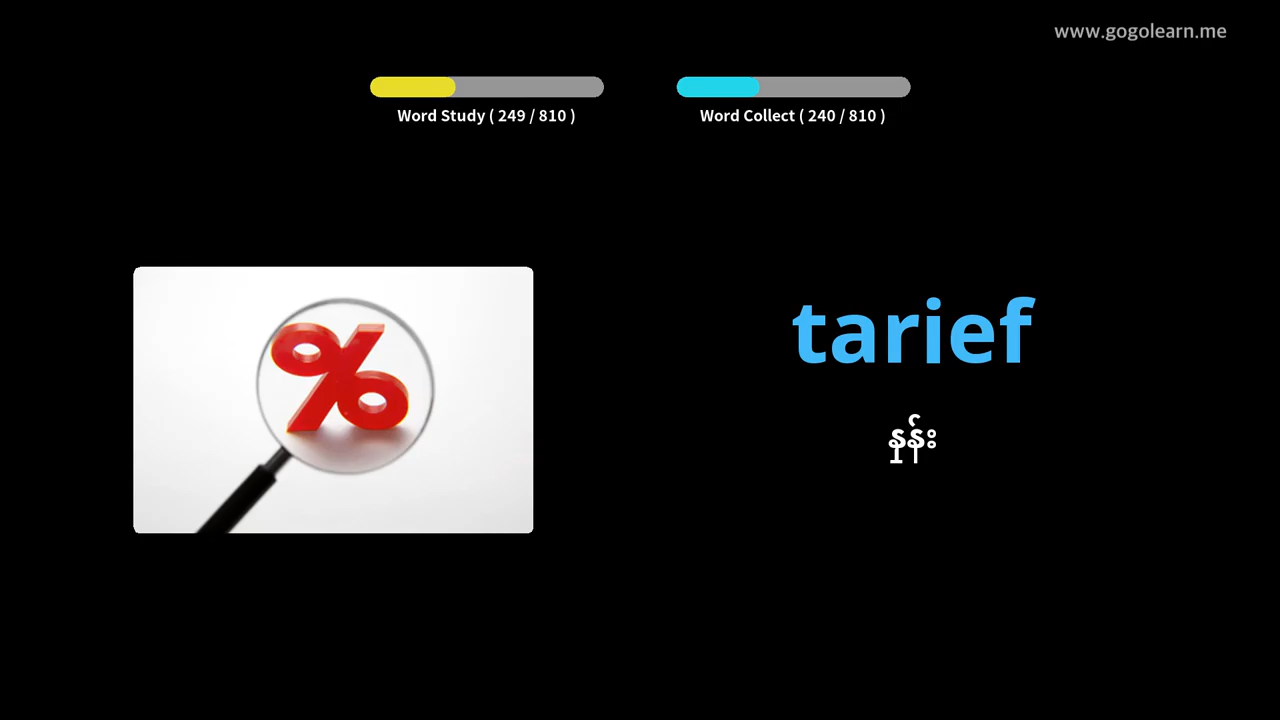 www.gogolearn.me
Word Study ( 249 / 810 )
Word Collect ( 240 / 810 )
%
tarief
နှုန်း